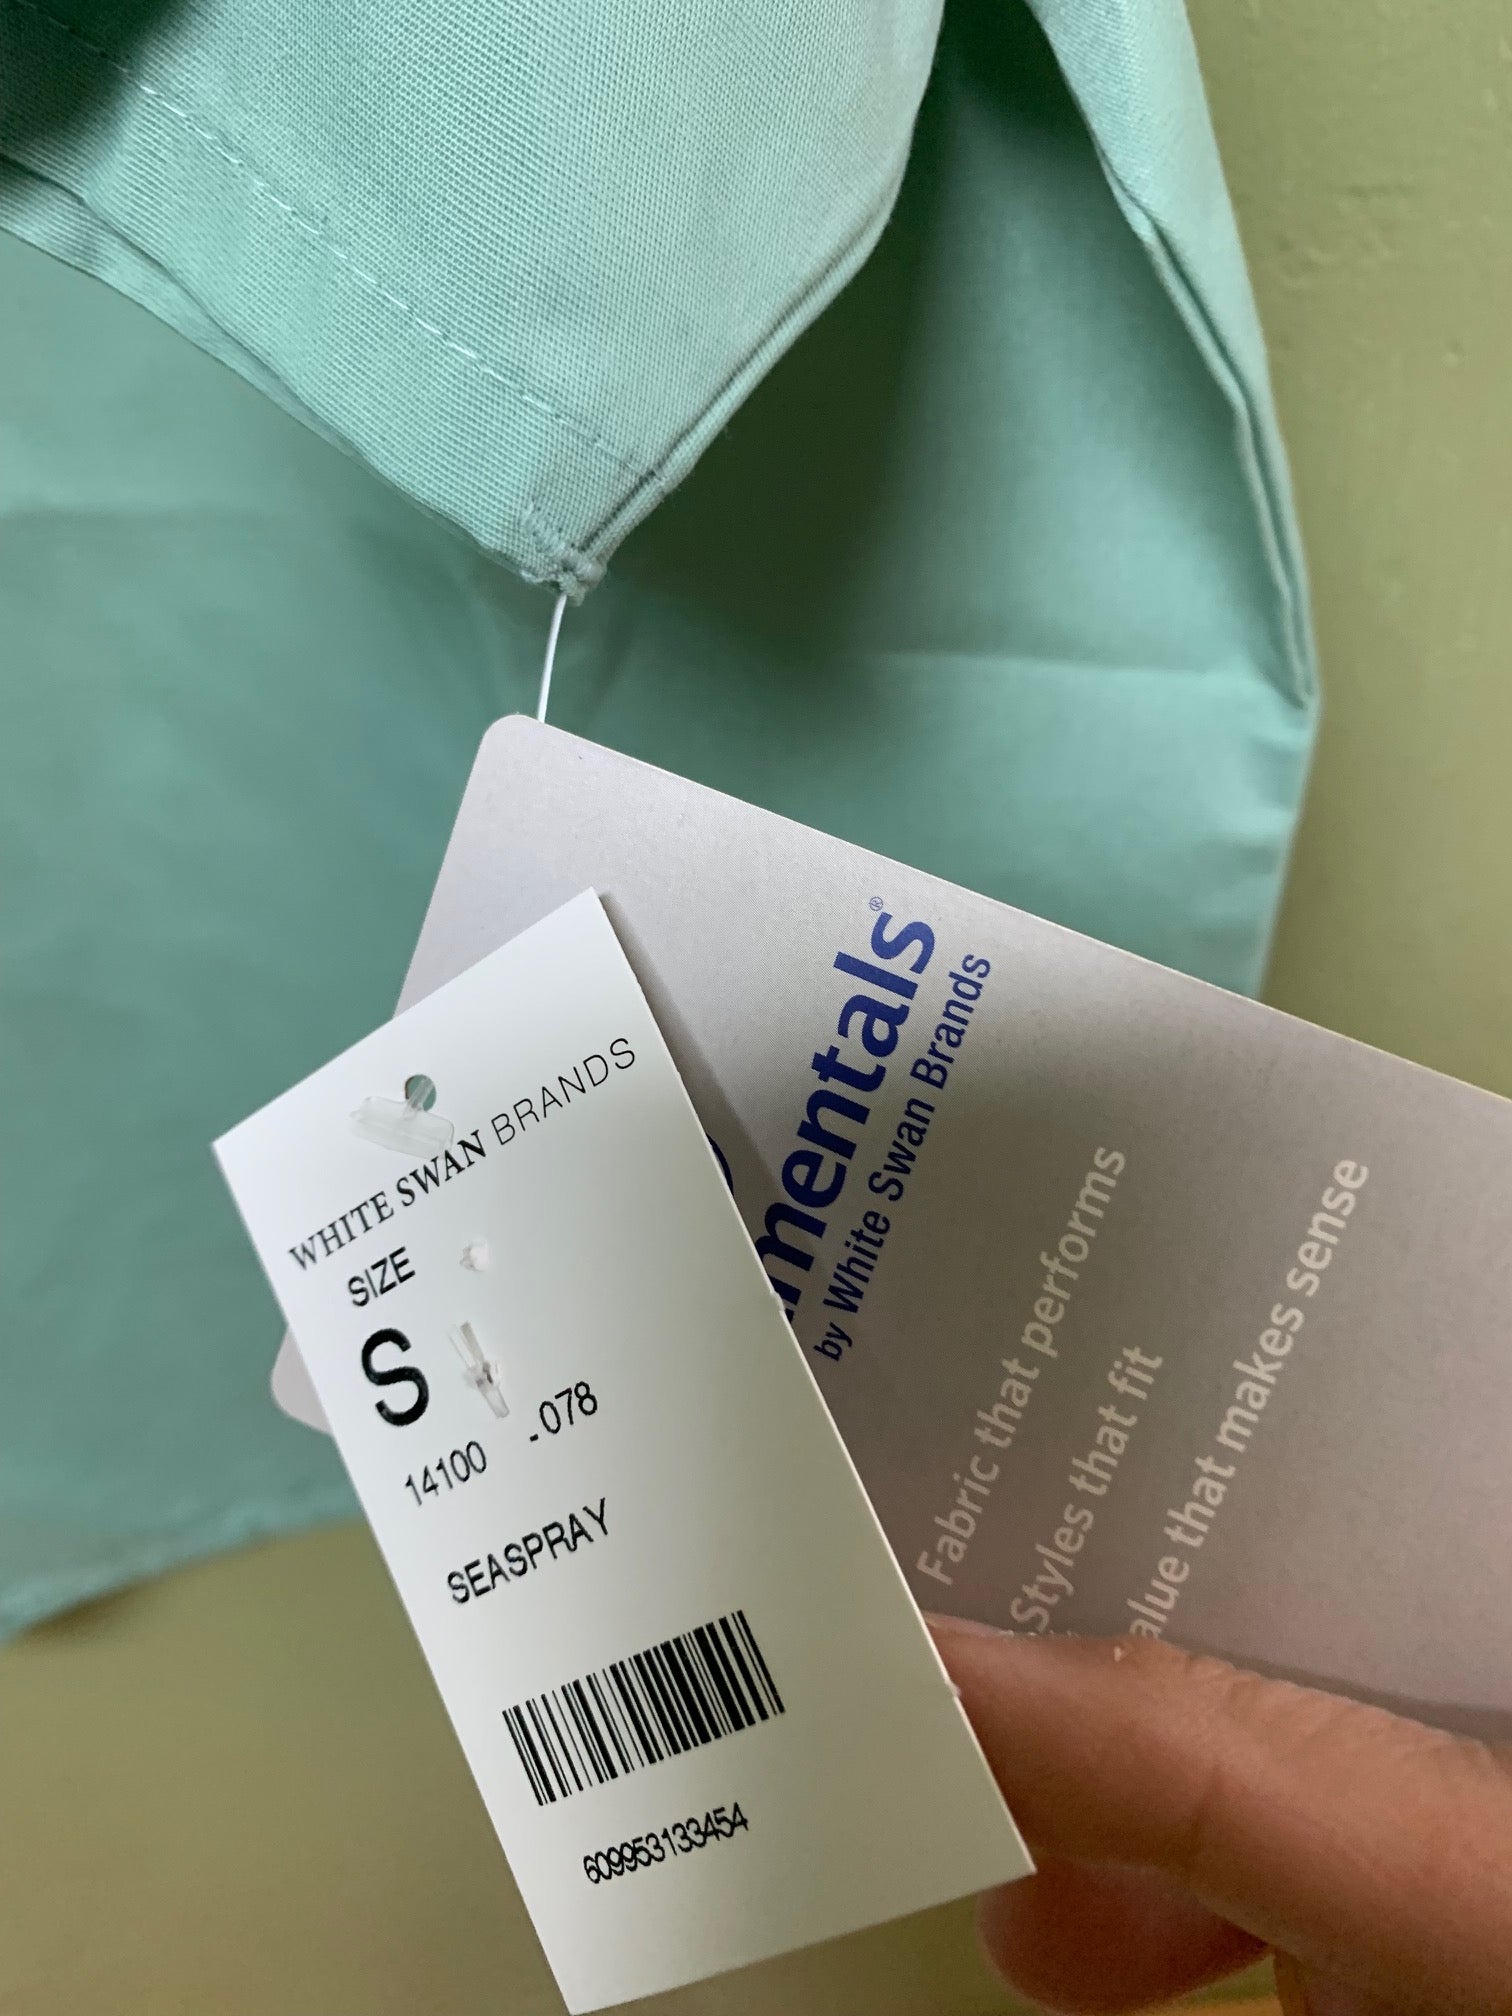 WHITE SWAN BRANDS
SIZE
S
14100 -078
SEASPRAY
609953133454
mentals®
by White Swan Brands
Fabric that performs
Styles that fit
alue that makes sense